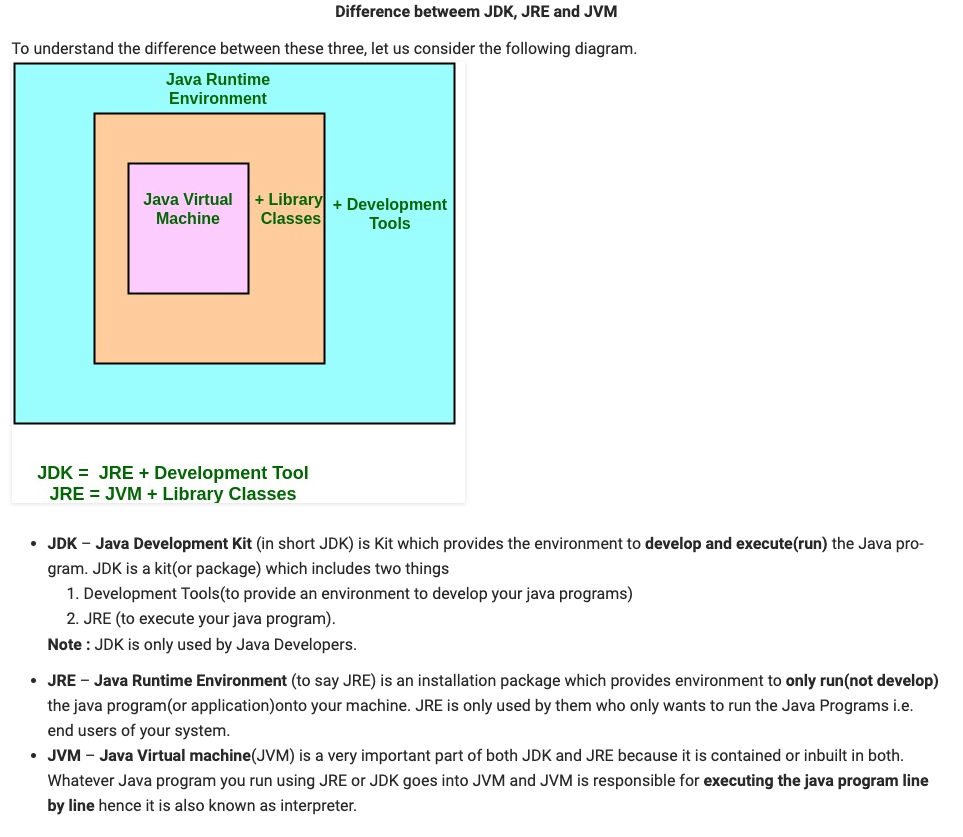 Difference betweem JDK, JRE and JVM
To understand the difference between these three, let us consider the following diagram.
Java Runtime
Environment
Java Virtual
Machine
+ Library
Classes
+ Development
Tools
JDK = JRE + Development Tool
JRE = JVM + Library Classes
• JDK – Java Development Kit (in short JDK) is Kit which provides the environment to develop and execute(run) the Java pro-
gram. JDK is a kit(or package) which includes two things
1. Development Tools(to provide an environment to develop your java programs)
2. JRE (to execute your java program).
Note : JDK is only used by Java Developers.
• JRE – Java Runtime Environment (to say JRE) is an installation package which provides environment to only run(not develop)
the java program(or application)onto your machine. JRE is only used by them who only wants to run the Java Programs i.e.
end users of your system.
• JVM – Java Virtual machine(JVM) is a very important part of both JDK and JRE because it is contained or inbuilt in both.
Whatever Java program you run using JRE or JDK goes into JVM and JVM is responsible for executing the java program line
by line hence it is also known as interpreter.